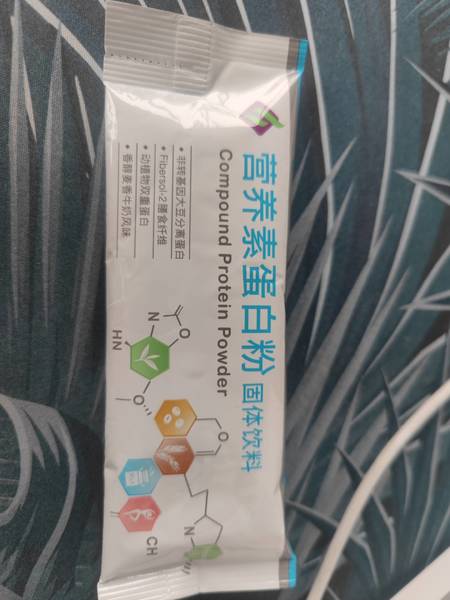 营养素蛋白粉 固体饮料
Compound Protein Powder
• 非转基因大豆分离蛋白
• Fibersol-2膳食纤维
• 动植物双重蛋白
• 香醇麦香牛奶风味
O
N
HN
O
O
N
CH